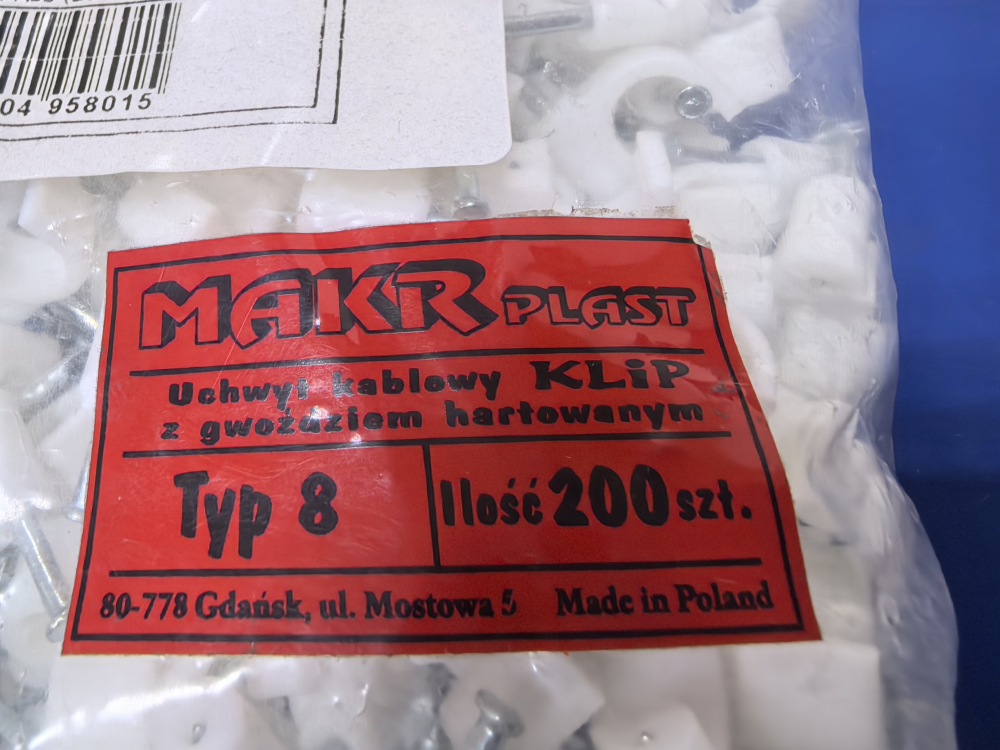 04 958015
MAKR PLAST
Uchwyt kablowy KLiP
z gwoździem hartowanym
Typ 8
Ilość 200 szt.
80-778 Gdańsk, ul. Mostowa 5 Made in Poland